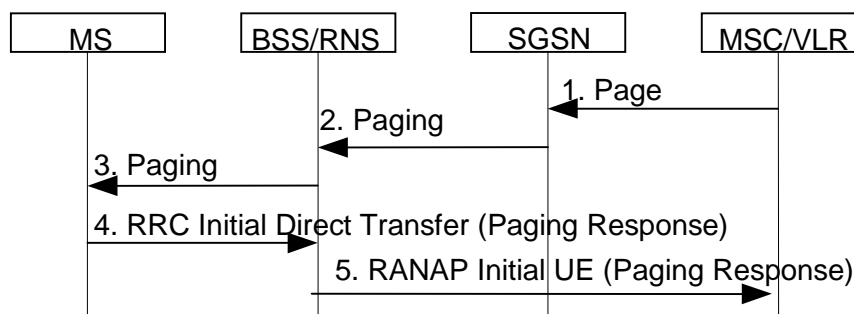 MS
BSS/RNS
SGSN
MSC/VLR
1. Page
2. Paging
3. Paging
4. RRC Initial Direct Transfer (Paging Response)
5. RANAP Initial UE (Paging Response)